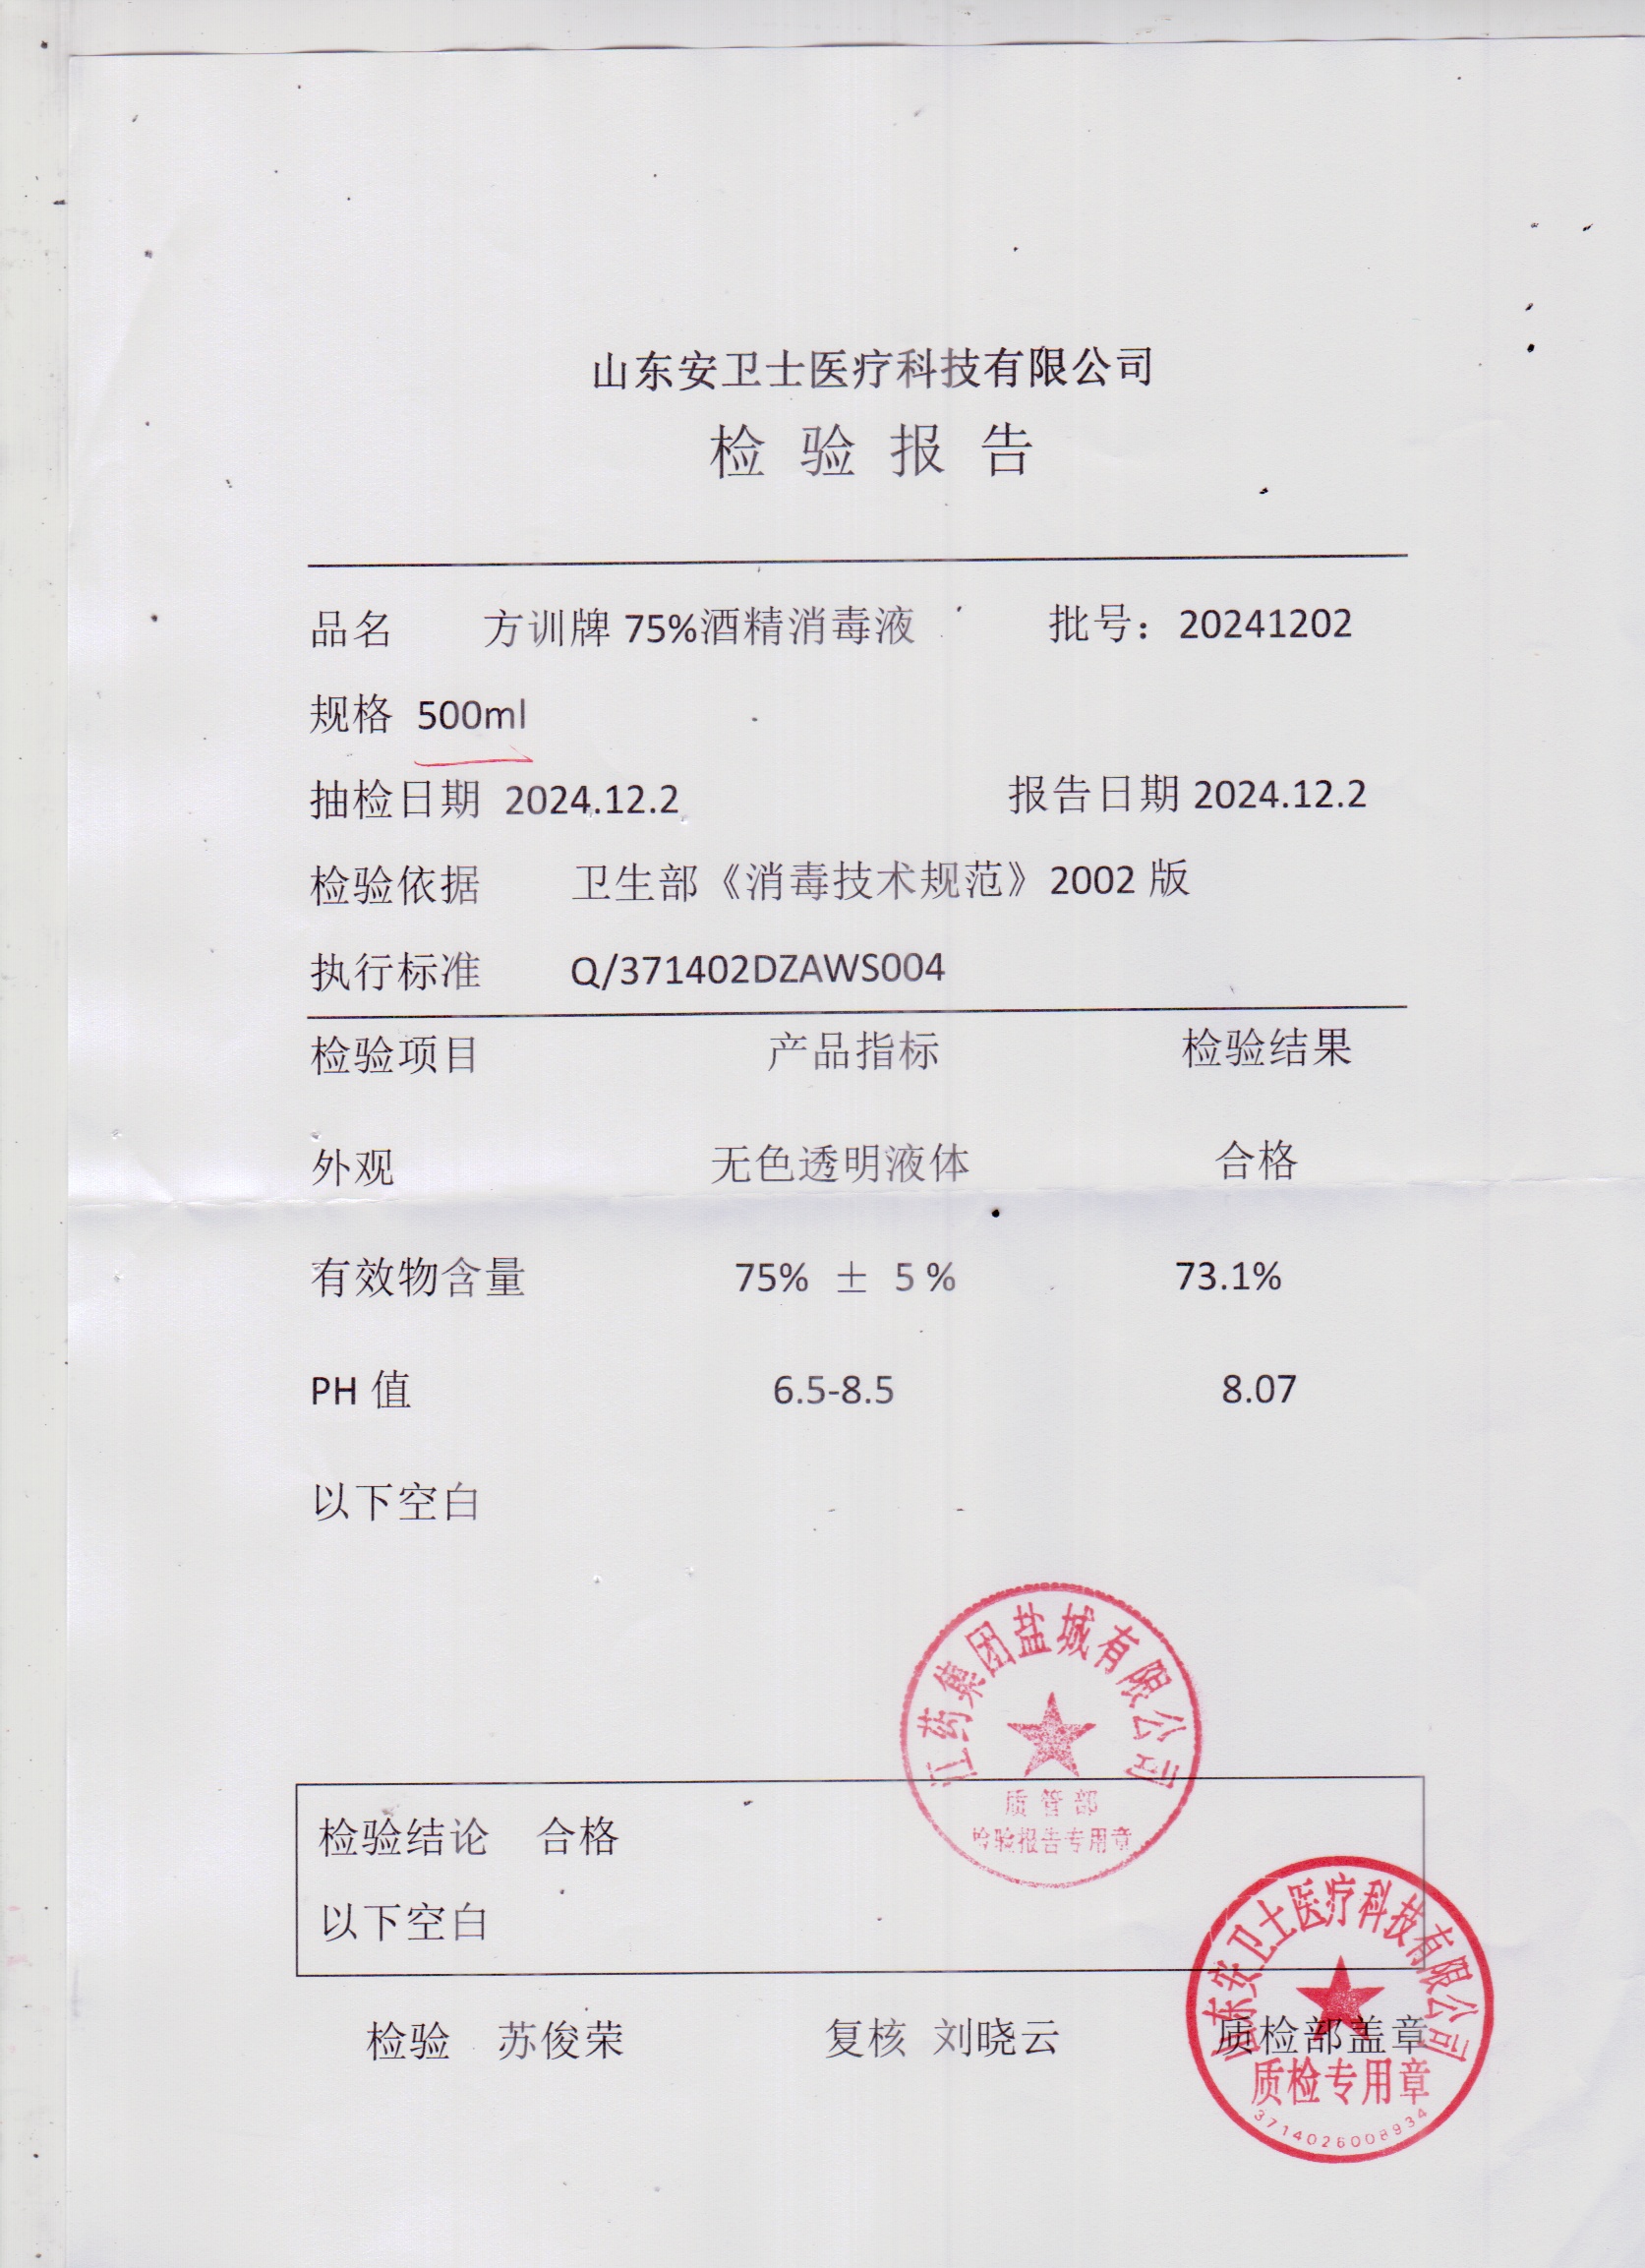 山东安卫士医疗科技有限公司
检 验 报 告
品名 方训牌 75%酒精消毒液 批号：20241202
规格 500ml
抽检日期 2024.12.2 报告日期 2024.12.2
检验依据 卫生部《消毒技术规范》2002 版
执行标准 Q/371402DZAWS004
检验项目 产品指标 检验结果
外观 无色透明液体 合格
有效物含量 75% ± 5 % 73.1%
PH 值 6.5-8.5 8.07
以下空白
江药集团盐城有限公司
质管部
检验报告专用章
检验结论 合格
以下空白
检验 苏俊荣 复核 刘晓云 质检部盖章
山东安卫士医疗科技有限公司
质检专用章
3714026008934